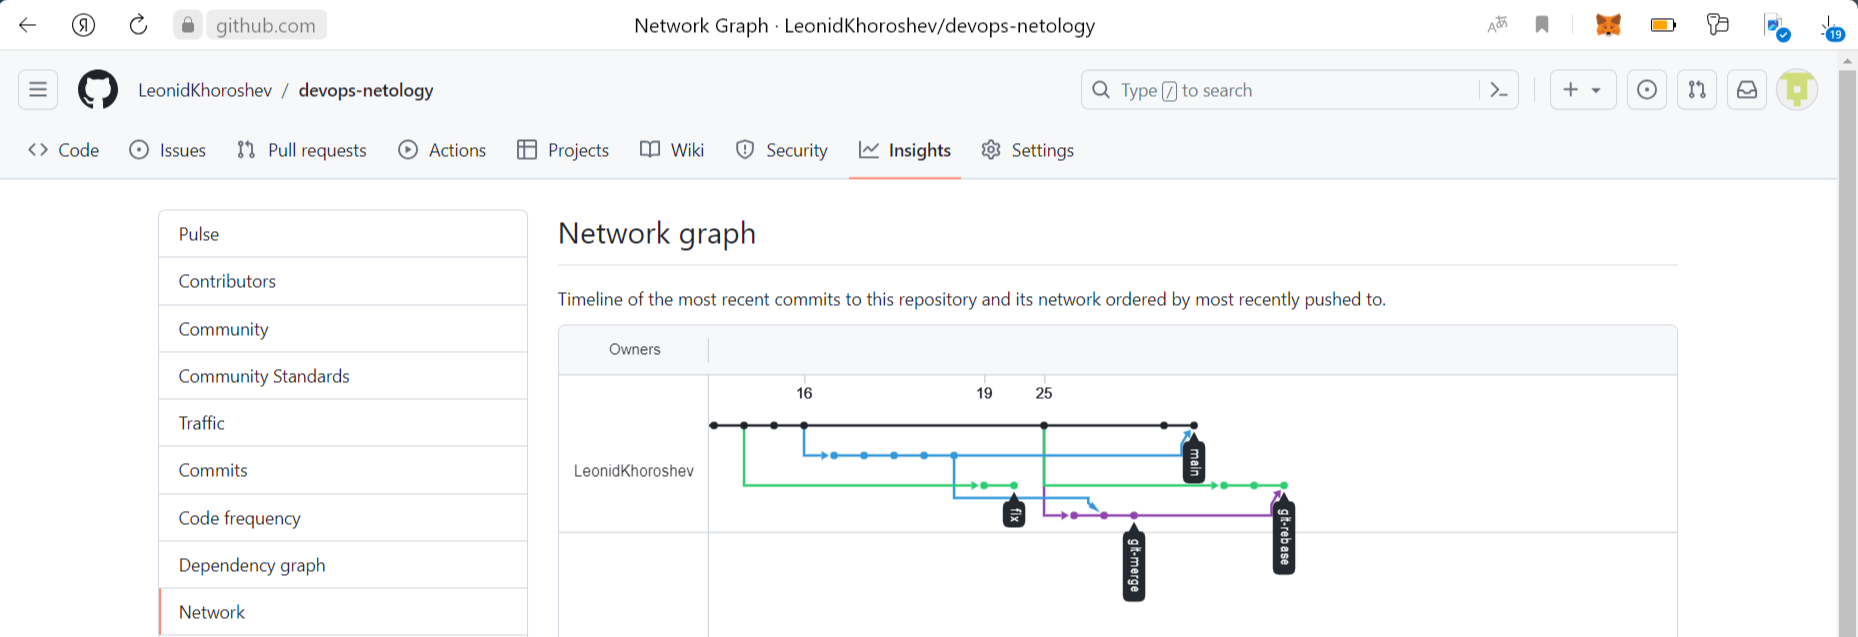 github.com
Network Graph · LeonidKhoroshev/devops-netology
19
LeonidKhoroshev / devops-netology
Type / to search
Code Issues Pull requests Actions Projects Wiki Security Insights Settings
Pulse
Contributors
Community
Community Standards
Traffic
Commits
Code frequency
Dependency graph
Network
Network graph
Timeline of the most recent commits to this repository and its network ordered by most recently pushed to.
Owners
16 19 25
LeonidKhoroshev
main
fix
git-merge
git-rebase